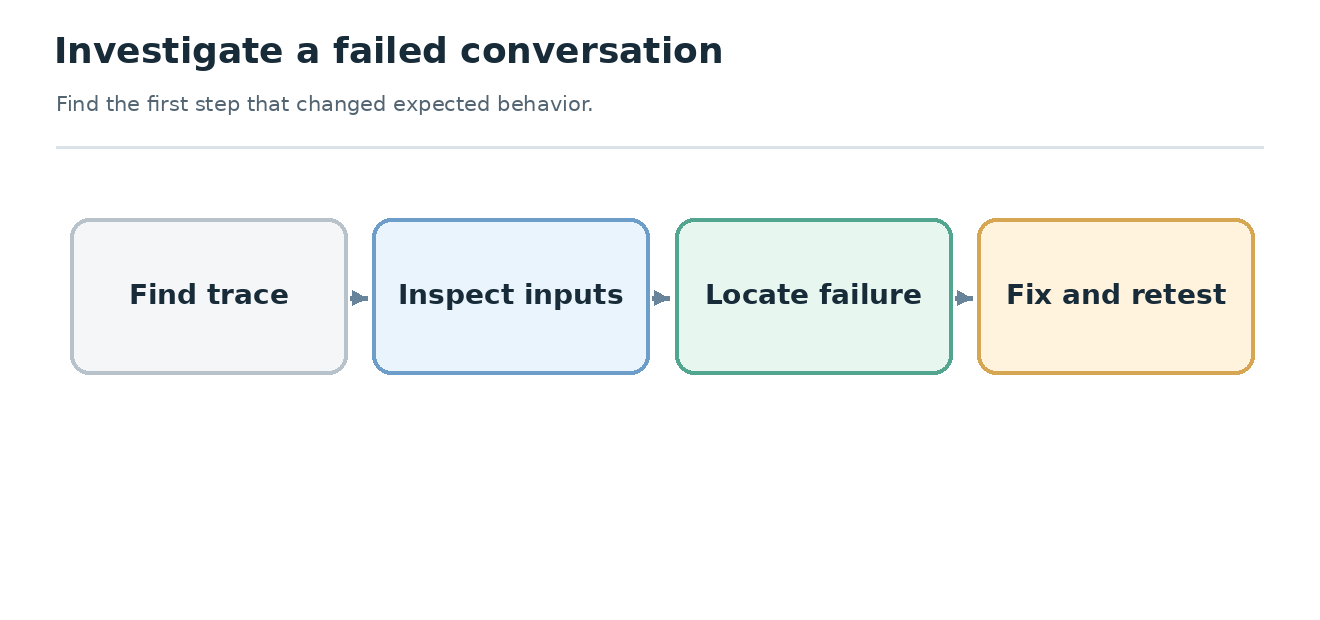 Investigate a failed conversation
Find the first step that changed expected behavior.
Find trace
Inspect inputs
Locate failure
Fix and retest